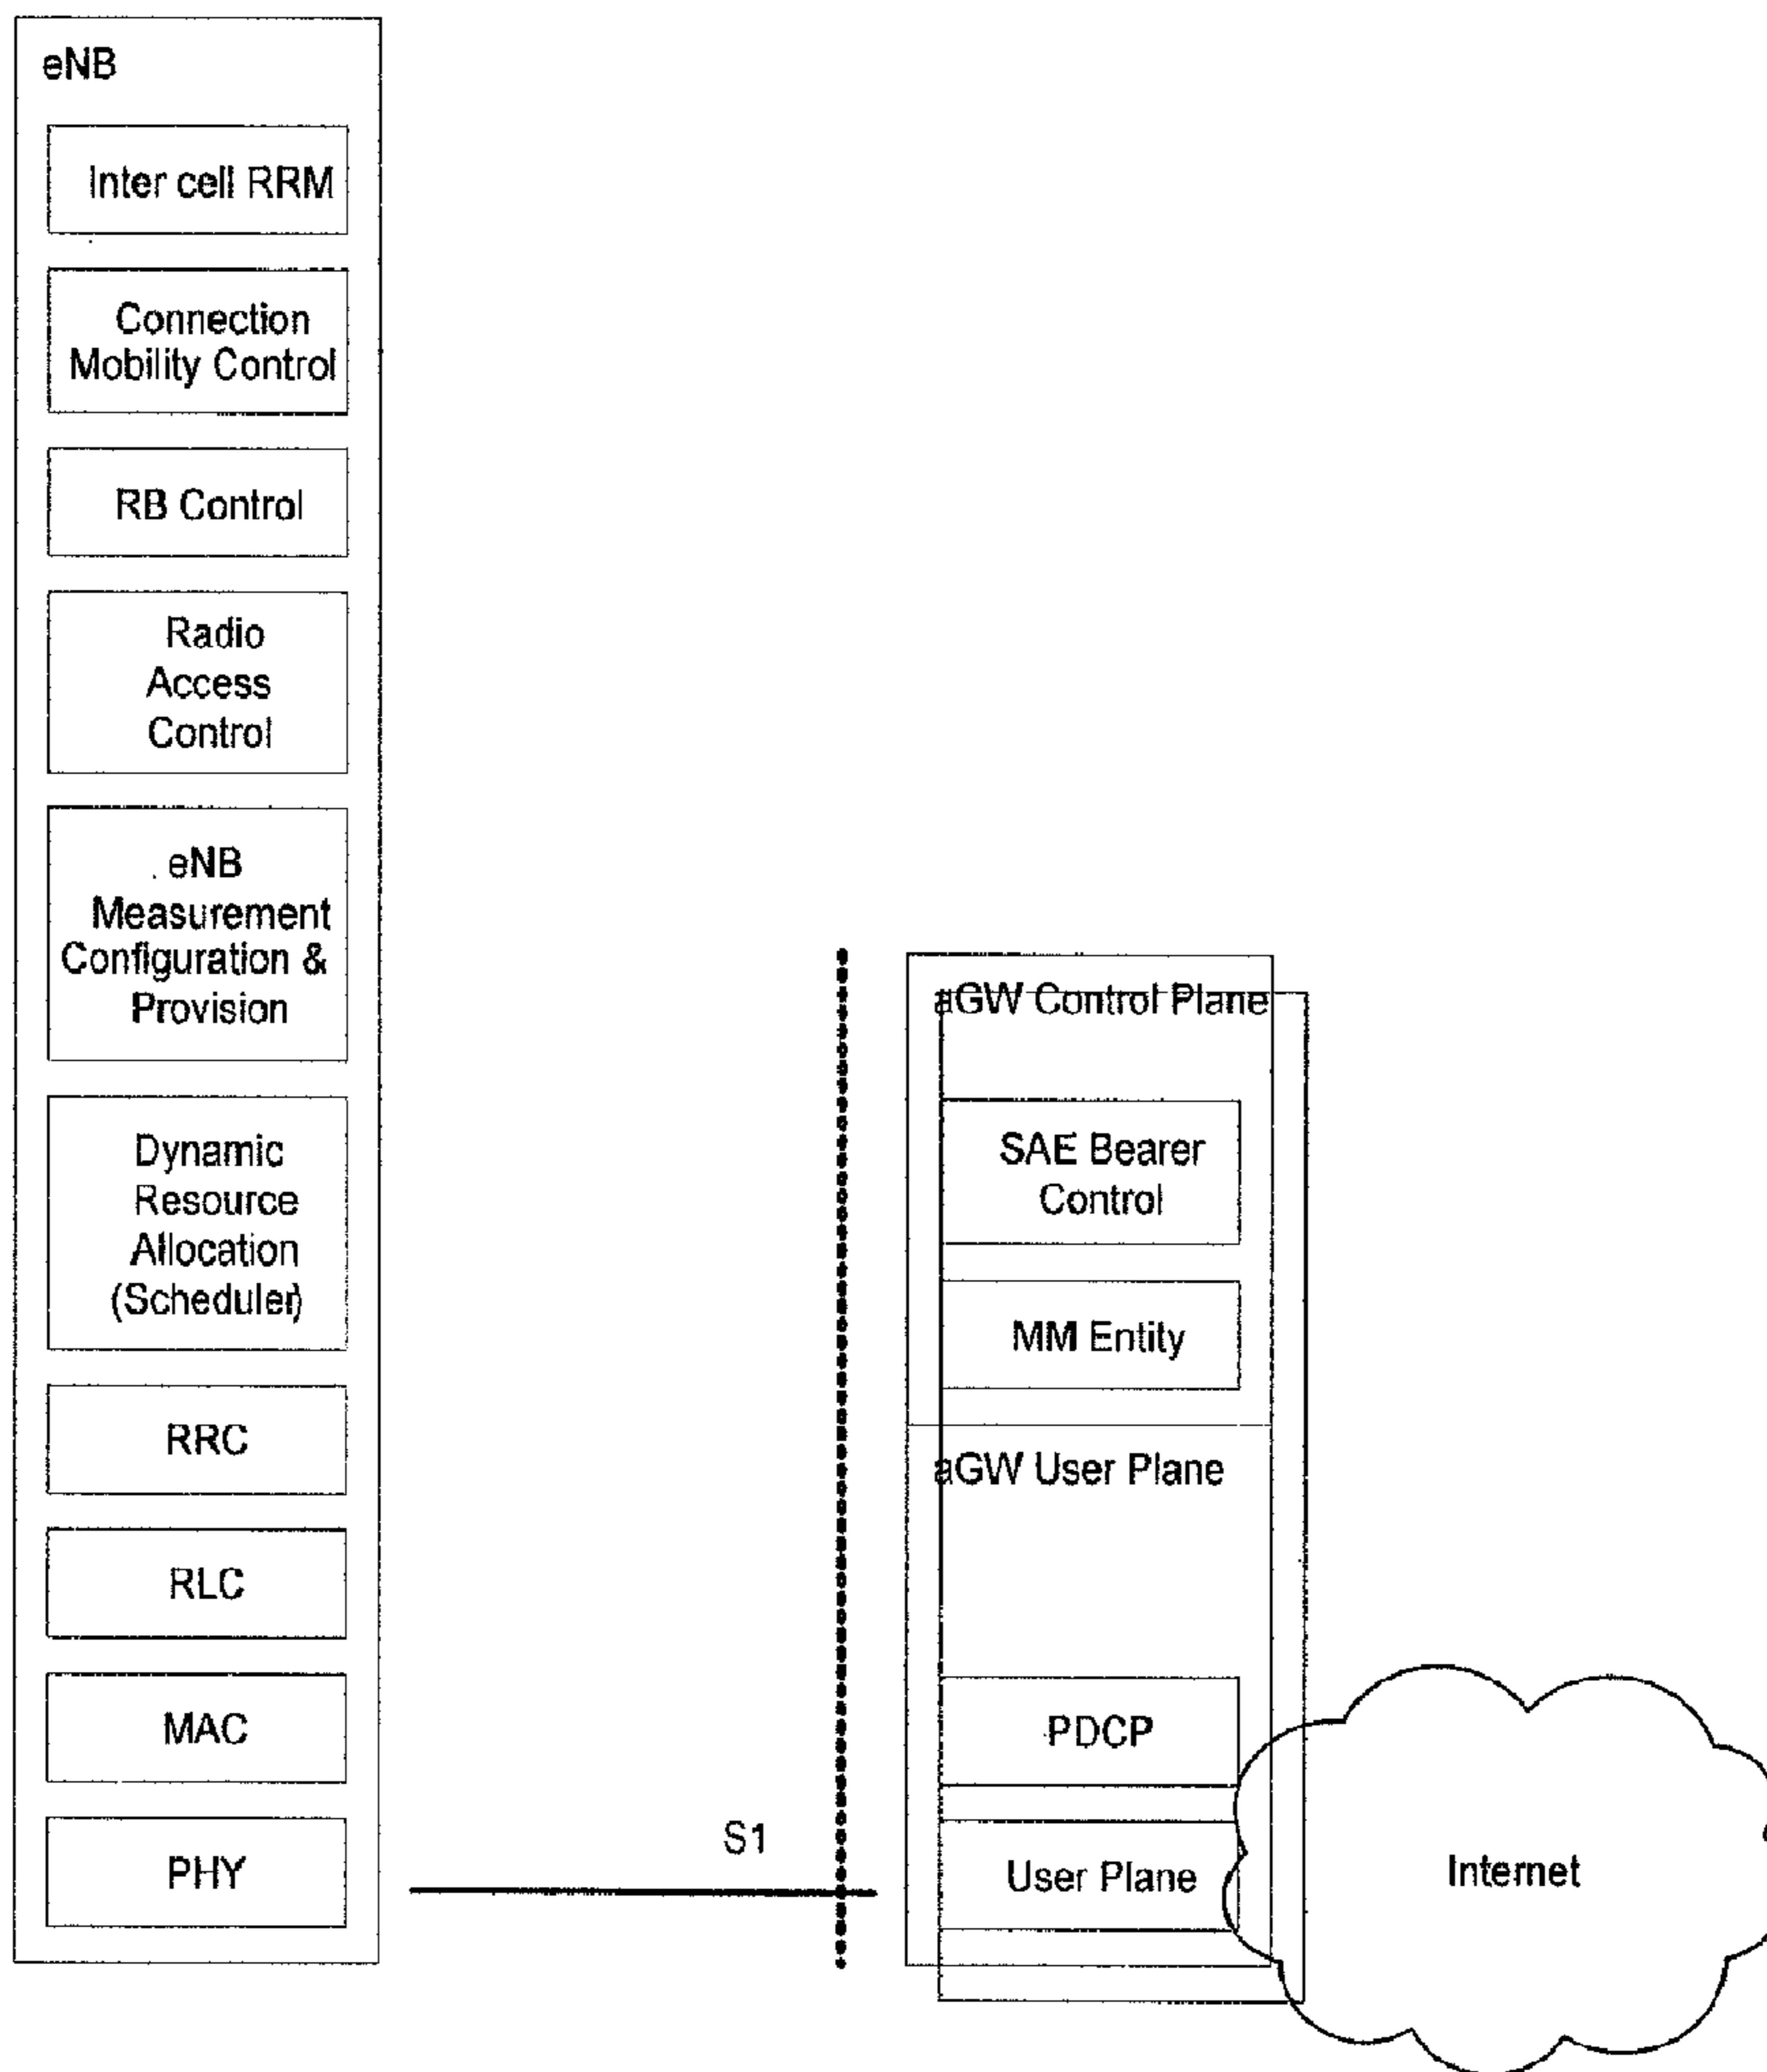 eNB
Inter cell RRM
Connection
Mobility Control
RB Control
Radio
Access
Control
eNB
Measurement
Configuration &
Provision
Dynamic
Resource
Allocation
(Scheduler)
RRC
RLC
MAC
PHY
S1
aGW Control Plane
SAE Bearer
Control
MM Entity
aGW User Plane
PDCP
User Plane
Internet